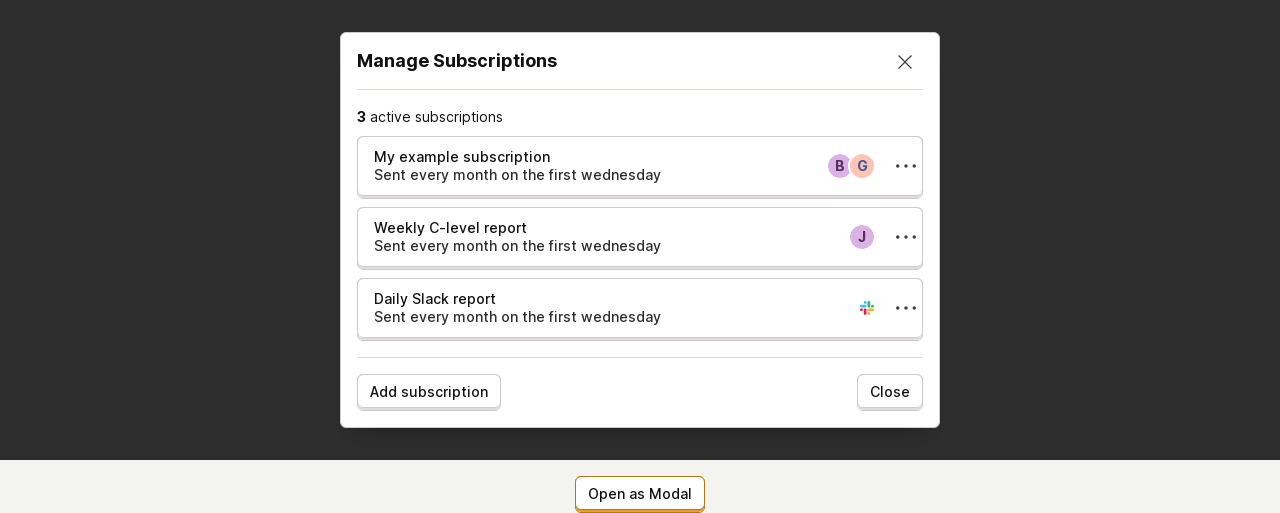 Manage Subscriptions
3 active subscriptions
My example subscription
Sent every month on the first wednesday
B G
Weekly C-level report
Sent every month on the first wednesday
J
Daily Slack report
Sent every month on the first wednesday
Add subscription
Close
Open as Modal